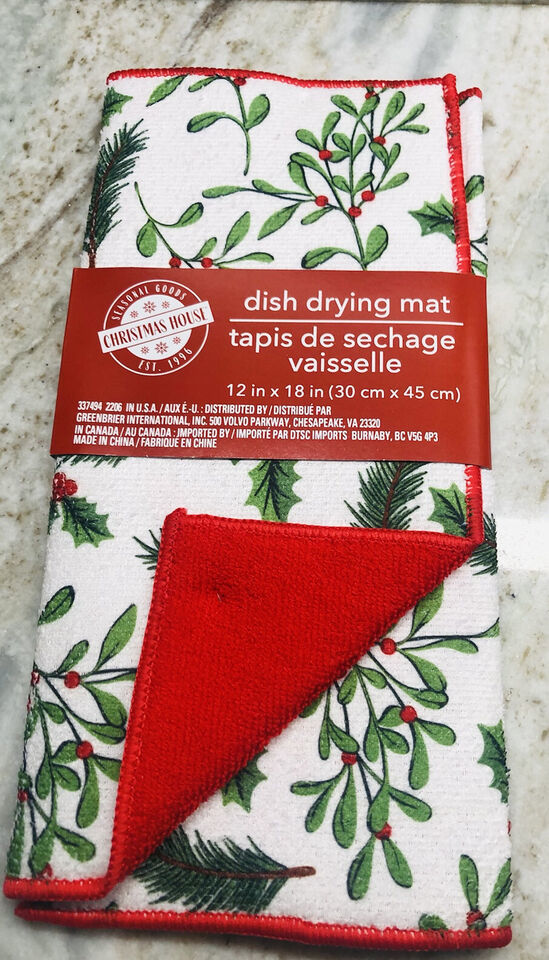 SEASONAL GOODS
CHRISTMAS HOUSE
EST. 1996
dish drying mat
tapis de sechage
vaisselle
12 in x 18 in (30 cm x 45 cm)
337494 2206 IN U.S.A. / AUX É.-U. : DISTRIBUTED BY / DISTRIBUÉ PAR
GREENBRIER INTERNATIONAL, INC. 500 VOLVO PARKWAY, CHESAPEAKE, VA 23320
IN CANADA / AU CANADA : IMPORTED BY / IMPORTÉ PAR DTSC IMPORTS BURNABY, BC V5G 4P3
MADE IN CHINA / FABRIQUÉ EN CHINE